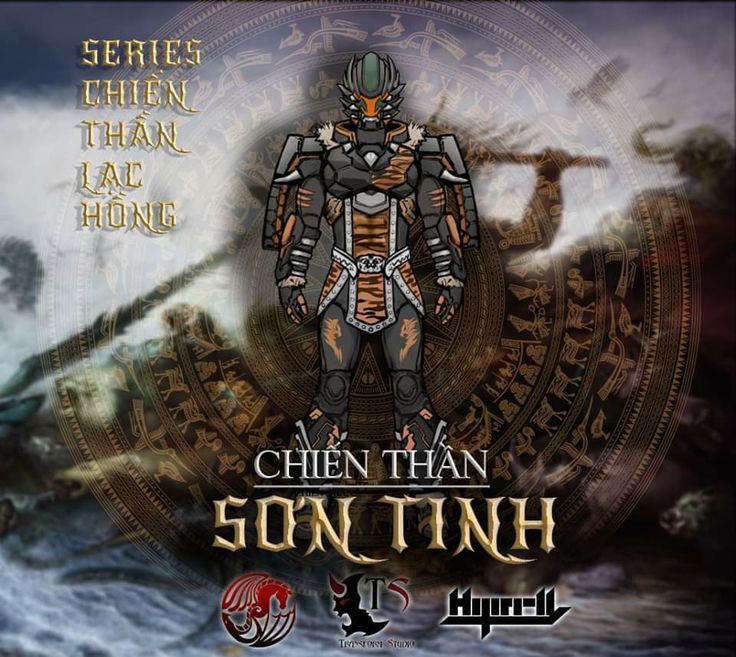 SERIES
CHIẾN
THẦN
LẠC
HỒNG
CHIẾN THẦN
SƠN TINH
TS
TRANSFORM STUDIO